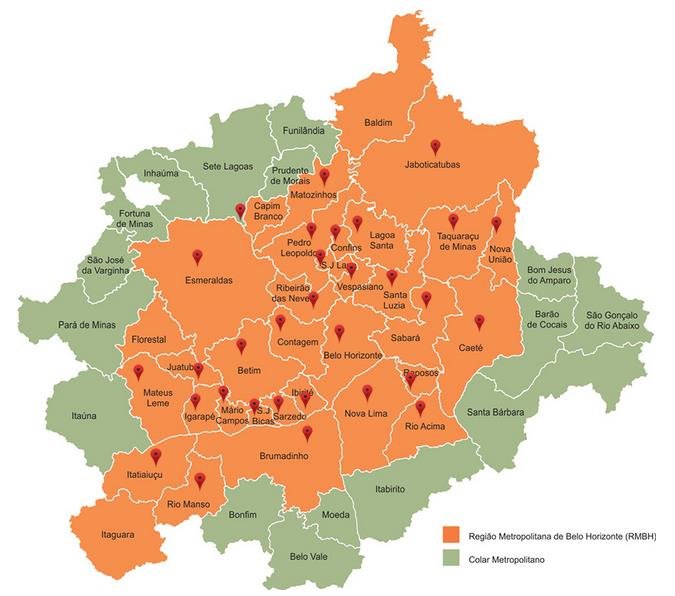 Baldim
Funilândia
Jaboticatubas
Sete Lagoas
Inhaúma
Prudente
de Morais
Matozinhos
Capim
Branco
Fortuna
de Minas
Pedro
Leopoldo
Confins
Lagoa
Santa
Taquaraçu
de Minas
Nova
União
São José
da Varginha
Esmeraldas
S J La
Vespasiano
Ribeirão
das Neve
Santa
Luzia
Bom Jesus
do Amparo
Pará de Minas
Florestal
Contagem
Belo Horizonte
Sabará
Caeté
Barão
de Cocais
São Gonçalo
do Rio Abaixo
Juatub
Betim
Raposos
Mateus
Leme
Igarapé
Mário
Campos
S.J
Bicas
Sarzedo
Ibirité
Nova Lima
Rio Acima
Santa Bárbara
Itaúna
Brumadinho
Itatiaiuçu
Rio Manso
Itabirito
Itaguara
Bonfim
Moeda
Belo Vale
Região Metropolitana de Belo Horizonte (RMBH)
Colar Metropolitano